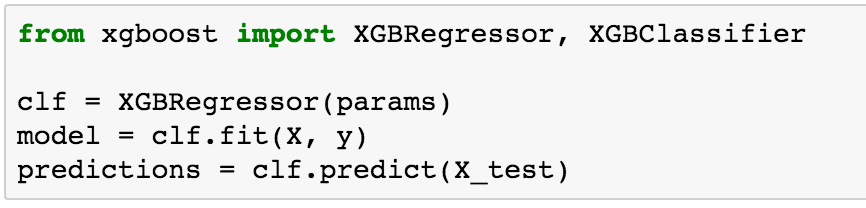 from xgboost import XGBRegressor, XGBClassifier
clf = XGBRegressor(params)
model = clf.fit(X, y)
predictions = clf.predict(X_test)